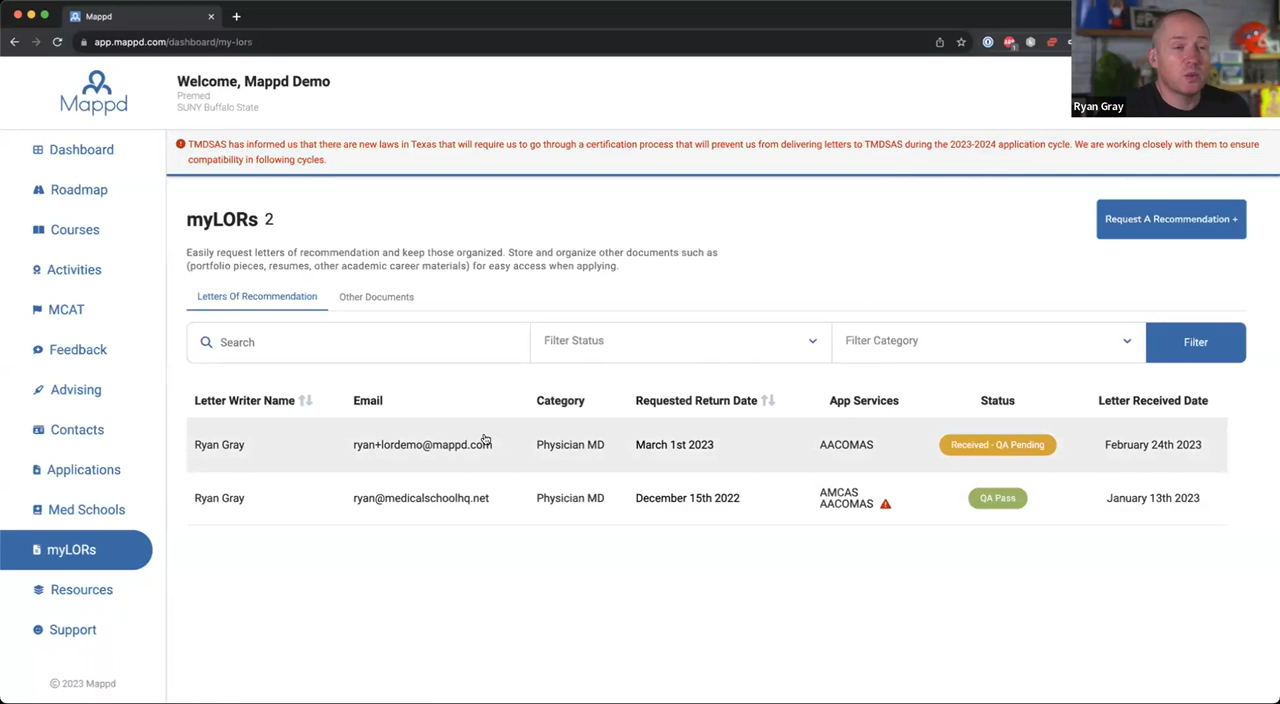 Mappd
app.mappd.com/dashboard/my-lors
Ryan Gray
Mappd
Welcome, Mappd Demo
Premed
SUNY Buffalo State
TMDSAS has informed us that there are new laws in Texas that will require us to go through a certification process that will prevent us from delivering letters to TMDSAS during the 2023-2024 application cycle. We are working closely with them to ensure
compatibility in following cycles.
Dashboard
Roadmap
Courses
Activities
MCAT
Feedback
Advising
Contacts
Applications
Med Schools
myLORs
Resources
Support
© 2023 Mappd
myLORs 2
Request A Recommendation +
Easily request letters of recommendation and keep those organized. Store and organize other documents such as
(portfolio pieces, resumes, other academic career materials) for easy access when applying.
Letters Of Recommendation Other Documents
Search Filter Status Filter Category Filter
Letter Writer Name Email Category Requested Return Date App Services Status Letter Received Date
Ryan Gray ryan+lordemo@mappd.com Physician MD March 1st 2023 AACOMAS Received - QA Pending February 24th 2023
Ryan Gray ryan@medicalschoolhq.net Physician MD December 15th 2022 AMCAS QA Pass January 13th 2023
AACOMAS